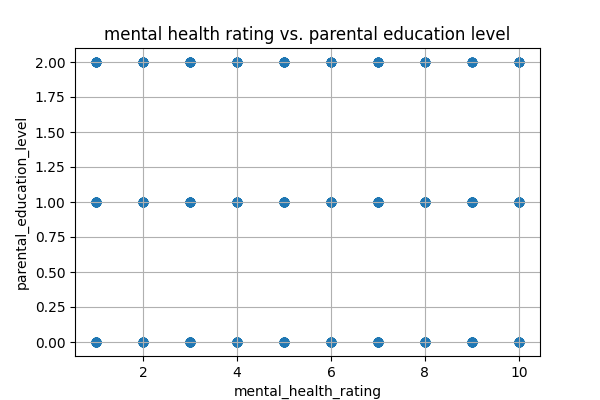 mental health rating vs. parental education level
2.00
1.75
1.50
1.25
1.00
0.75
0.50
0.25
0.00
parental_education_level
2 4 6 8 10
mental_health_rating